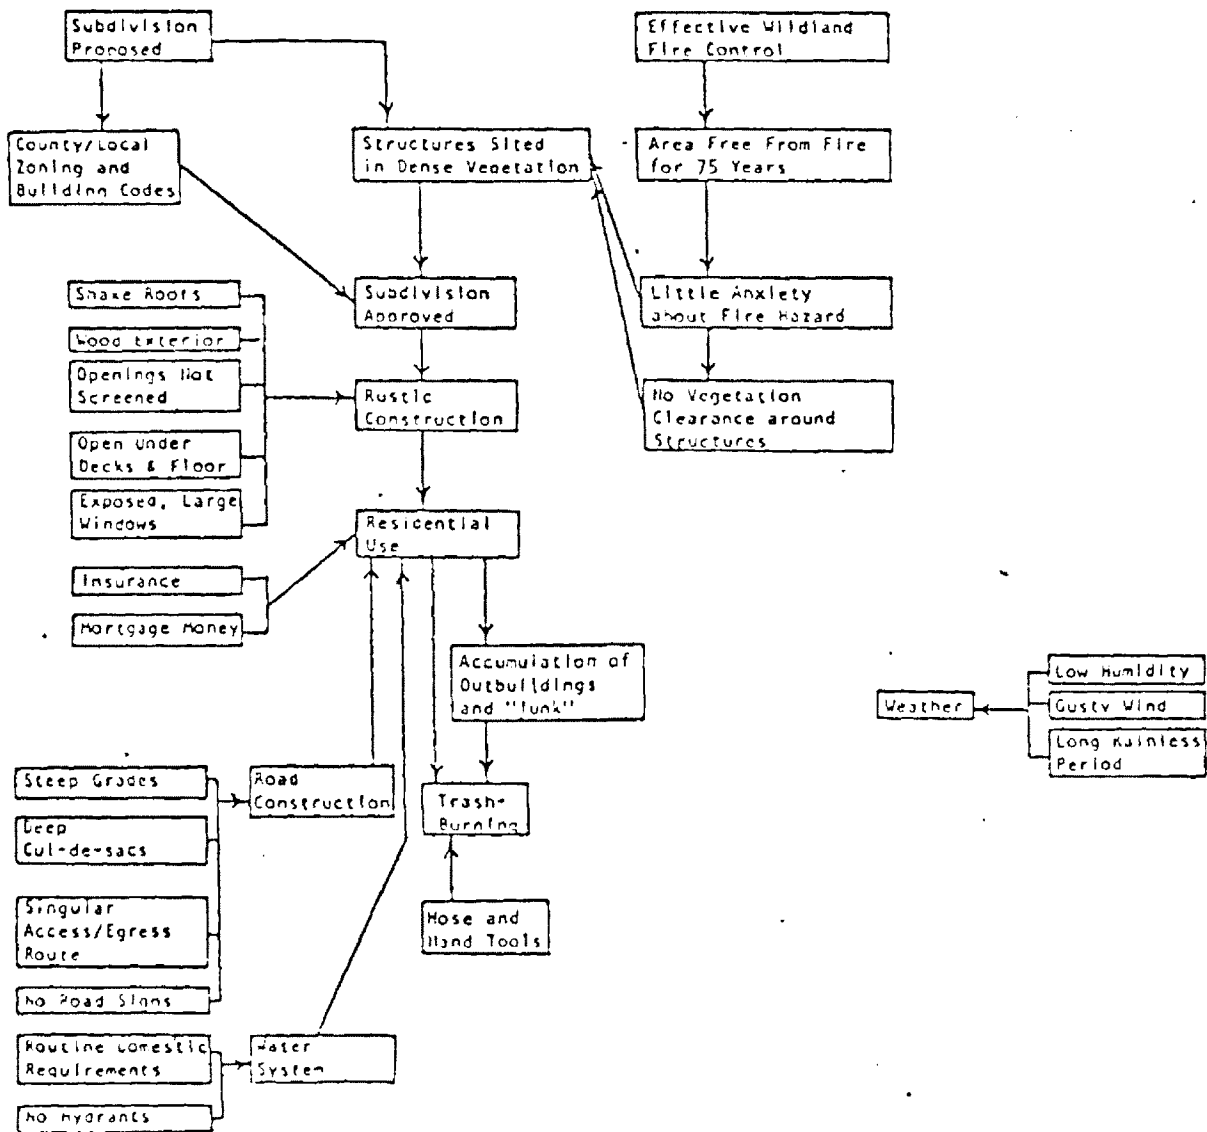 Subdivision
Proposed
Effective Wildland
Fire Control
County/Local
Zoning and
Building Codes
Structures Sited
in Dense Vegetation
Area Free From Fire
for 75 Years
Shake Roofs
Wood Exterior
Openings Not
Screened
Open Under
Decks & Floor
Exposed, Large
Windows
Subdivision
Approved
Little Anxiety
about Fire Hazard
Rustic
Construction
No Vegetation
Clearance around
Structures
Residential
Use
Insurance
Mortgage Money
Accumulation of
Outbuildings
and "Junk"
Weather
Low Humidity
Gusty Wind
Long Rainless
Period
Steep Grades
Deep
Cul-de-sacs
Singular
Access/Egress
Route
No Road Signs
Road
Construction
Trash-
Burning
Hose and
Hand Tools
Routine Domestic
Requirements
No Hydrants
Water
System